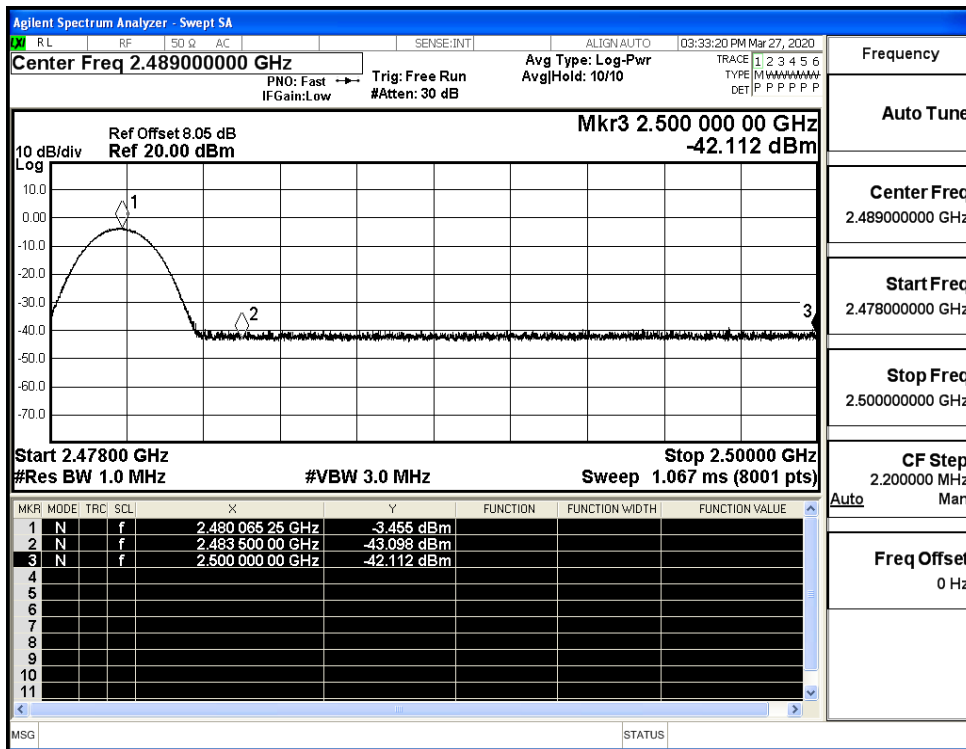 Agilent Spectrum Analyzer - Swept SA
LXI RL RF 50 Ω AC SENSE:INT ALIGN AUTO 03:33:20 PM Mar 27, 2020
Center Freq 2.489000000 GHz
PNO: Fast
IFGain:Low
Trig: Free Run
#Atten: 30 dB
Avg Type: Log-Pwr
Avg|Hold: 10/10
TRACE 1 2 3 4 5 6
TYPE M W W W W W
DET P P P P P P
Ref Offset 8.05 dB
10 dB/div Ref 20.00 dBm
Log
Mkr3 2.500 000 00 GHz
-42.112 dBm
10.0
0.00
-10.0
-20.0
-30.0
-40.0
-50.0
-60.0
-70.0
1
2
3
Start 2.47800 GHz Stop 2.50000 GHz
#Res BW 1.0 MHz #VBW 3.0 MHz Sweep 1.067 ms (8001 pts)
MKR MODE TRC SCL X Y FUNCTION FUNCTION WIDTH FUNCTION VALUE
1 N f 2.480 065 25 GHz -3.455 dBm
2 N f 2.483 500 00 GHz -43.098 dBm
3 N f 2.500 000 00 GHz -42.112 dBm
4
5
6
7
8
9
10
11
MSG STATUS
Frequency
Auto Tune
Center Freq
2.489000000 GHz
Start Freq
2.478000000 GHz
Stop Freq
2.500000000 GHz
CF Step
2.200000 MHz
Auto Man
Freq Offset
0 Hz